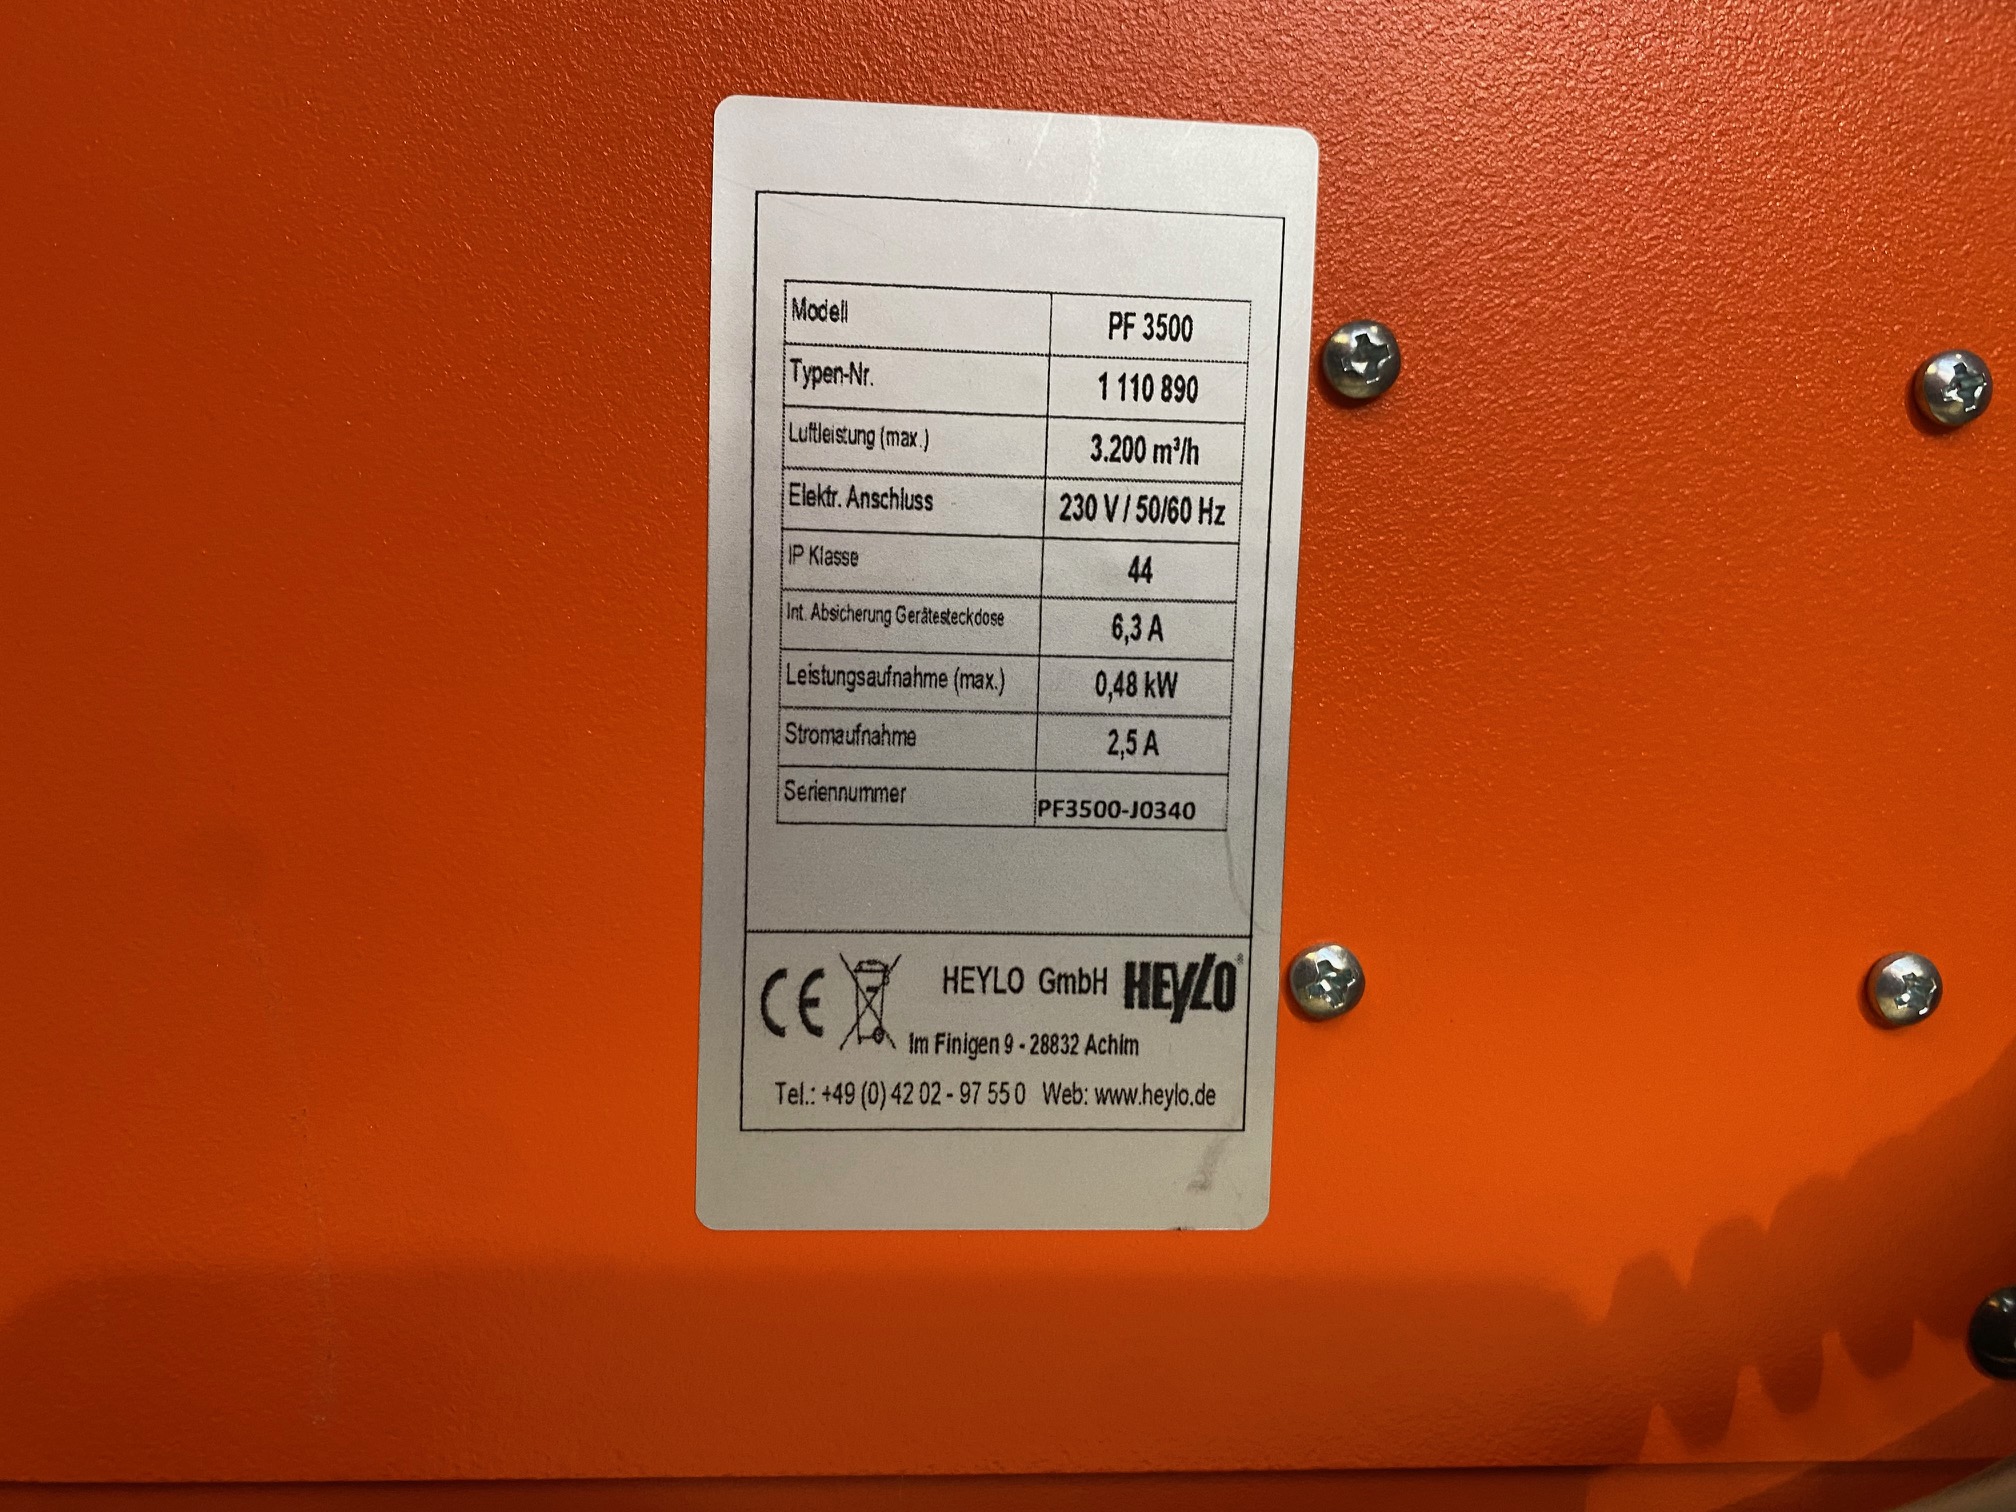 Modell PF 3500
Typen-Nr. 1 110 890
Luftleistung (max.) 3.200 m³/h
Elektr. Anschluss 230 V / 50/60 Hz
IP Klasse 44
Int. Absicherung Gerätesteckdose 6,3 A
Leistungsaufnahme (max.) 0,48 kW
Stromaufnahme 2,5 A
Seriennummer PF3500-J0340
CE HEYLO GmbH HEYLO®
Im Finigen 9 - 28832 Achim
Tel.: +49 (0) 42 02 - 97 55 0 Web: www.heylo.de